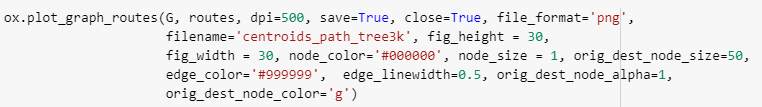 ox.plot_graph_routes(G, routes, dpi=500, save=True, close=True, file_format='png',
filename='centroids_path_tree3k', fig_height = 30,
fig_width = 30, node_color='#000000', node_size = 1, orig_dest_node_size=50,
edge_color='#999999',  edge_linewidth=0.5, orig_dest_node_alpha=1,
orig_dest_node_color='g')